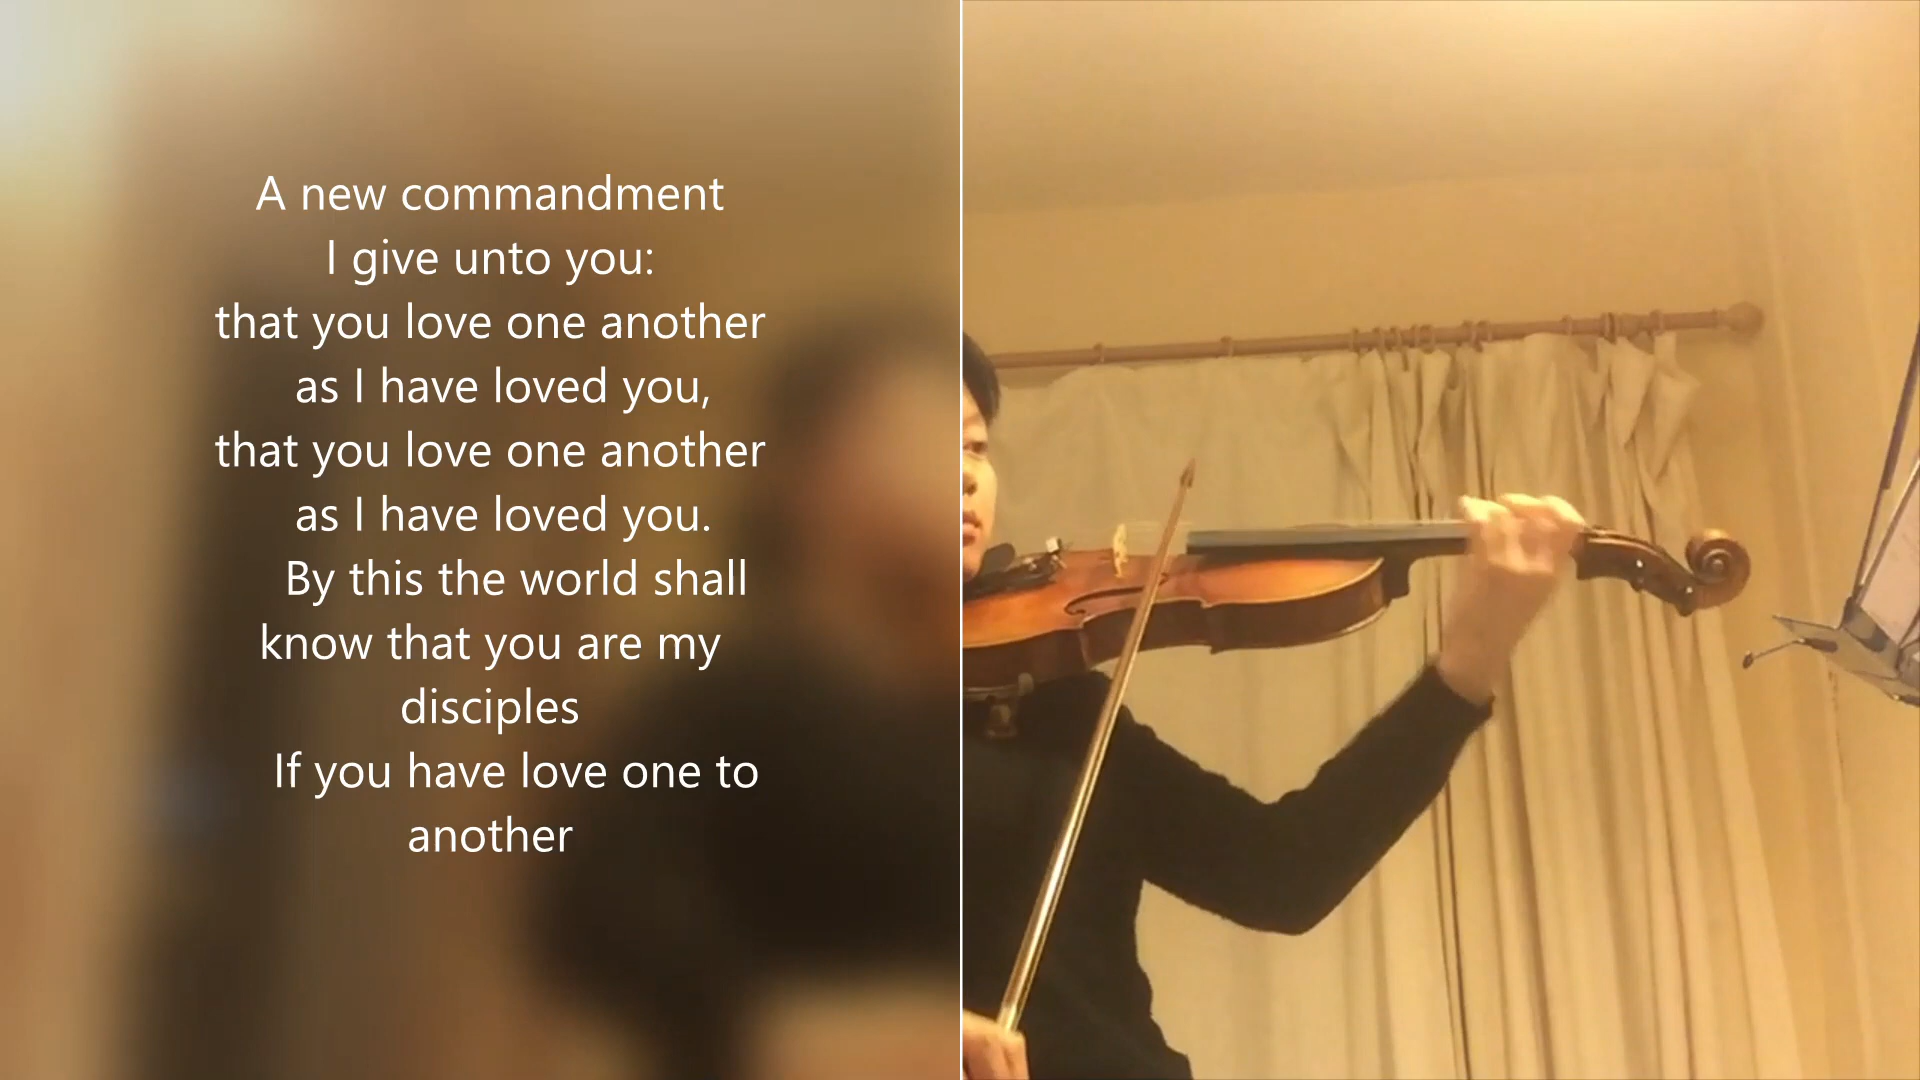 A new commandment
I give unto you:
that you love one another
as I have loved you,
that you love one another
as I have loved you.
By this the world shall
know that you are my
disciples
If you have love one to
another